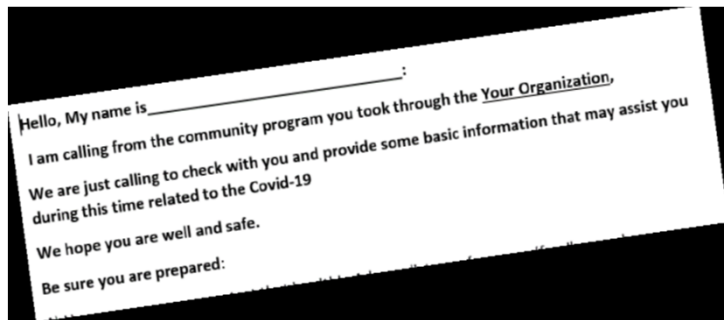 Hello, My name is______________________________:
I am calling from the community program you took through the Your Organization,
We are just calling to check with you and provide some basic information that may assist you
during this time related to the Covid-19
We hope you are well and safe.
Be sure you are prepared: